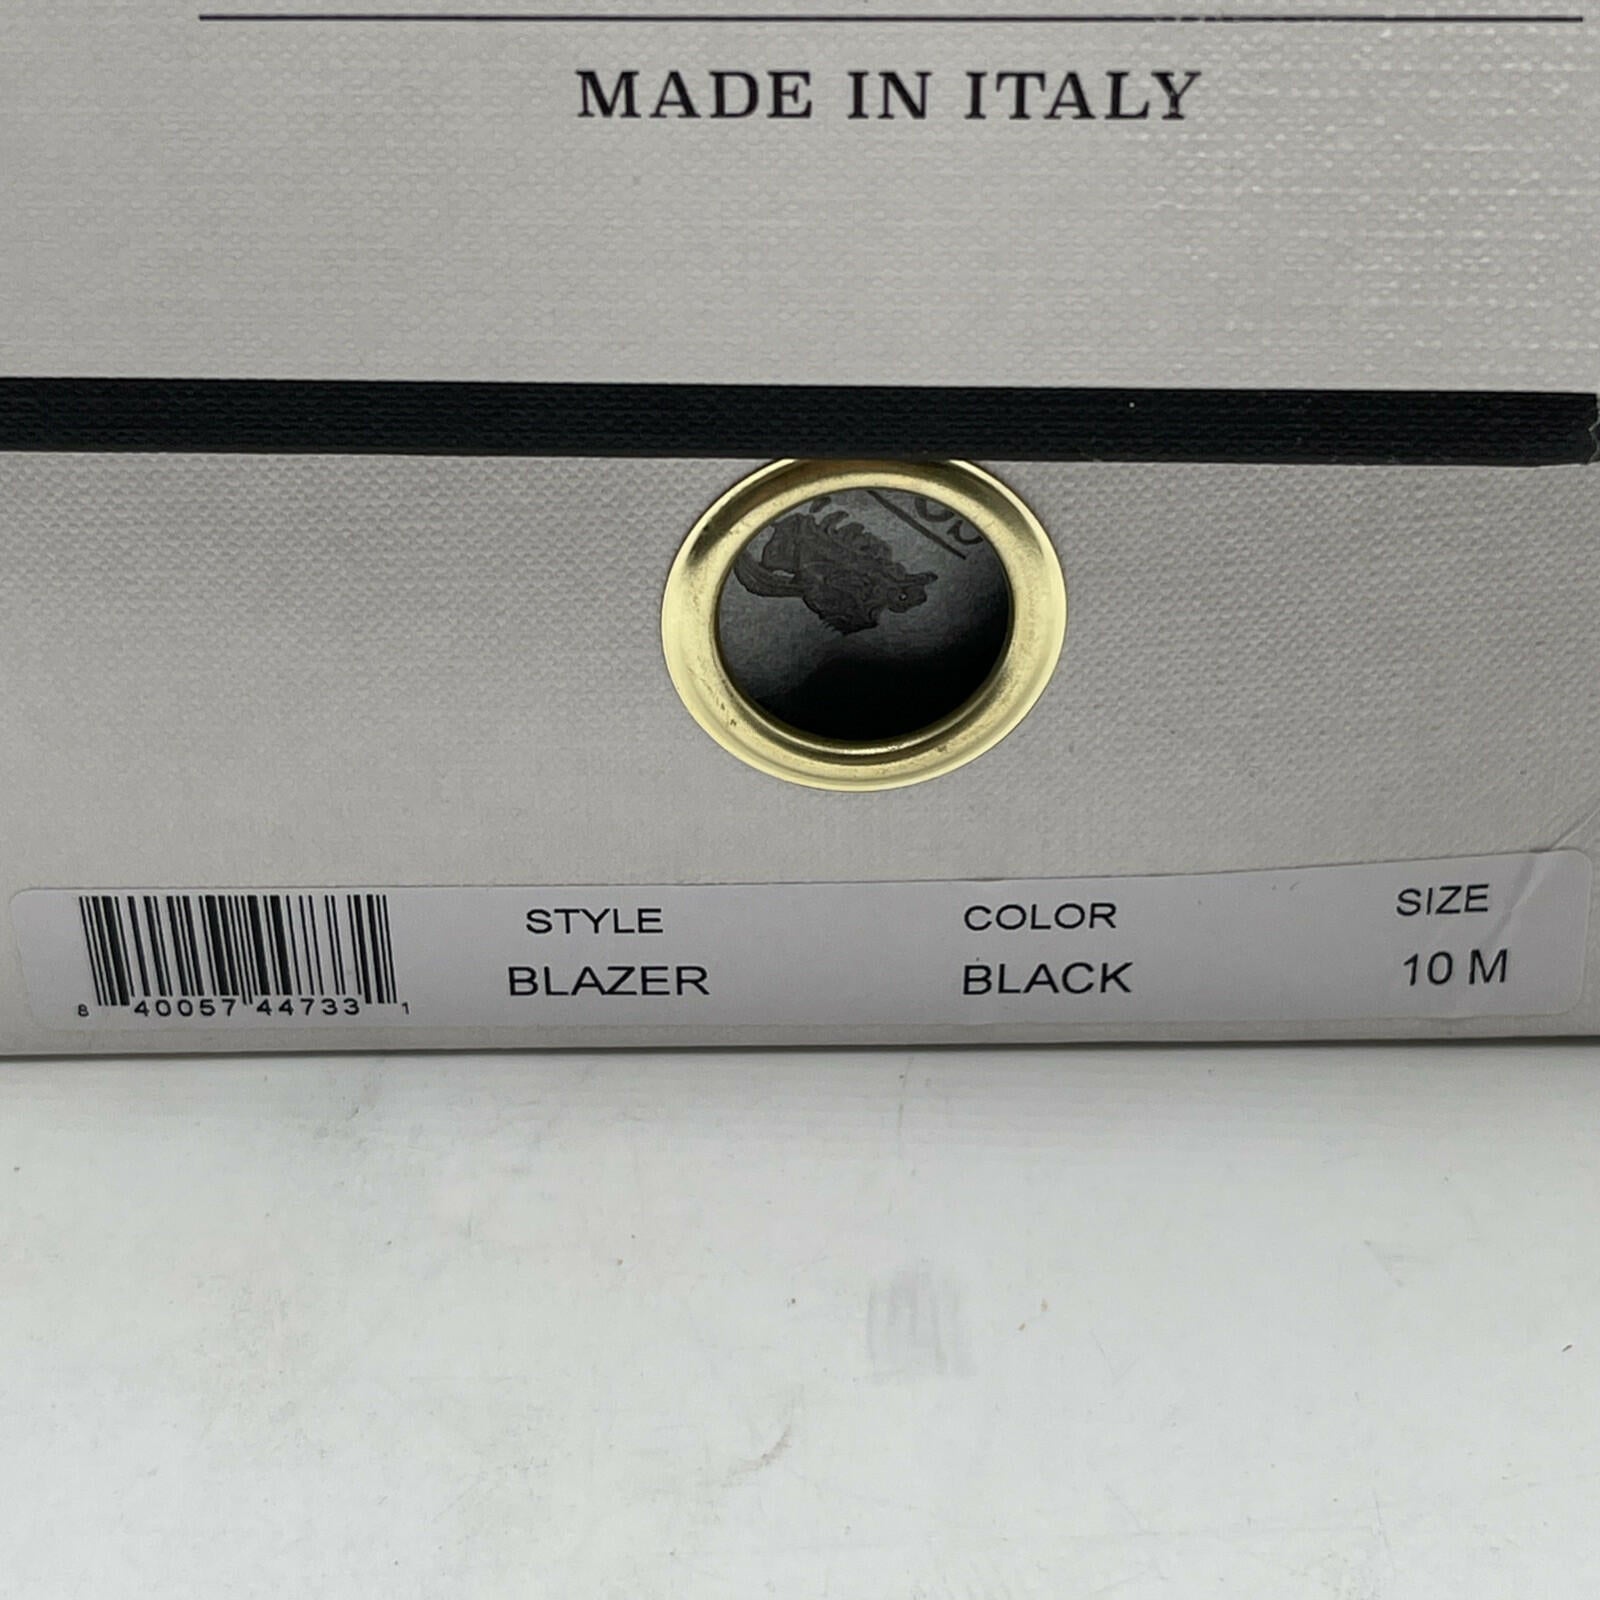 MADE IN ITALY
STYLE COLOR SIZE
BLAZER BLACK 10 M
8 40057 44733 1